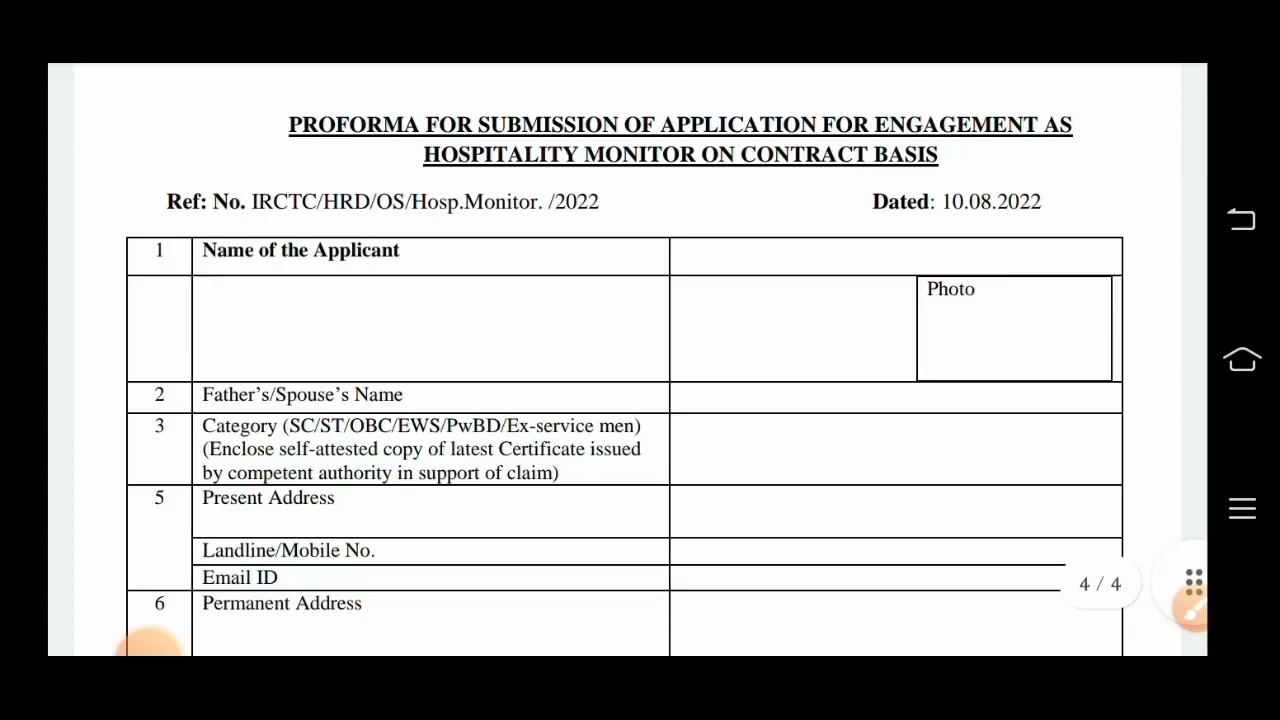 PROFORMA FOR SUBMISSION OF APPLICATION FOR ENGAGEMENT AS
HOSPITALITY MONITOR ON CONTRACT BASIS
Ref: No. IRCTC/HRD/OS/Hosp.Monitor. /2022 Dated: 10.08.2022
1 Name of the Applicant
Photo
2 Father's/Spouse's Name
3 Category (SC/ST/OBC/EWS/PwBD/Ex-service men)
(Enclose self-attested copy of latest Certificate issued
by competent authority in support of claim)
5 Present Address
Landline/Mobile No.
Email ID
4 / 4
6 Permanent Address